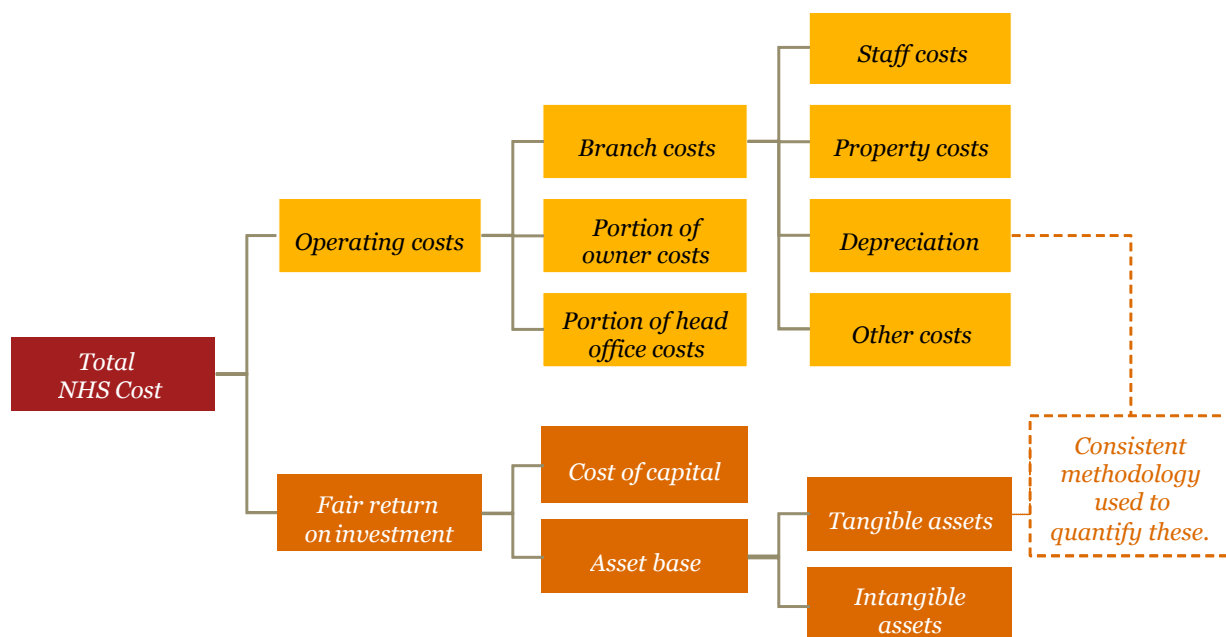 Staff costs
Branch costs
Property costs
Operating costs
Portion of
owner costs
Depreciation
Portion of head
office costs
Other costs
Total
NHS Cost
Cost of capital
Consistent
methodology
used to
quantify these.
Fair return
on investment
Asset base
Tangible assets
Intangible
assets